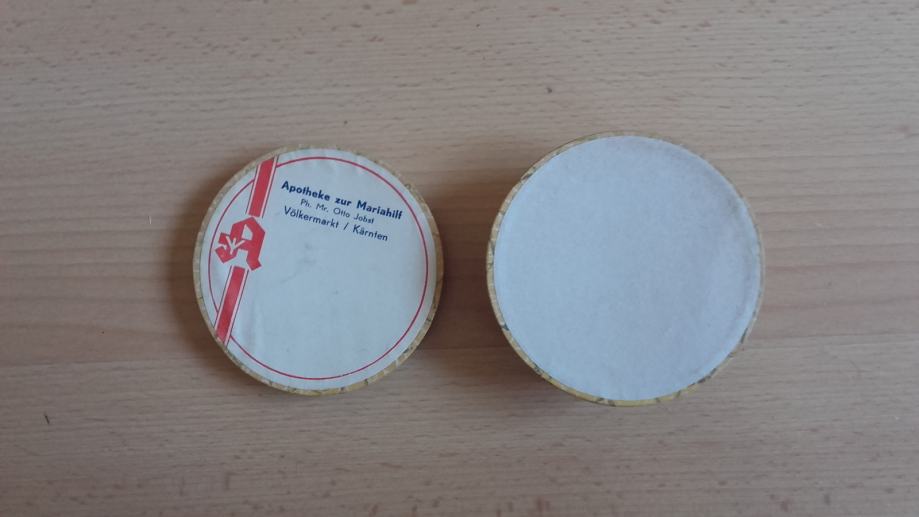 Apotheke zur Mariahilf
Ph. Mr. Otto Jobst
Völkermarkt / Kärnten
A